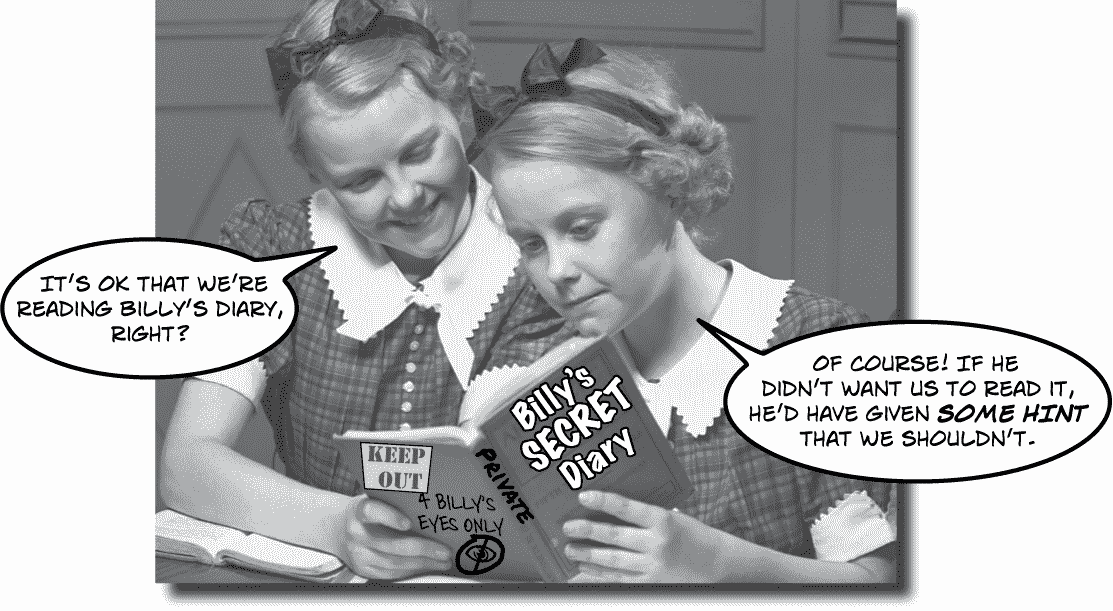 IT'S OK THAT WE'RE
READING BILLY'S DIARY,
RIGHT?
OF COURSE! IF HE
DIDN'T WANT US TO READ IT,
HE'D HAVE GIVEN SOME HINT
THAT WE SHOULDN'T.
Billy's
SECRET
Diary
PRIVATE
KEEP
OUT
4 BILLY'S
EYES ONLY